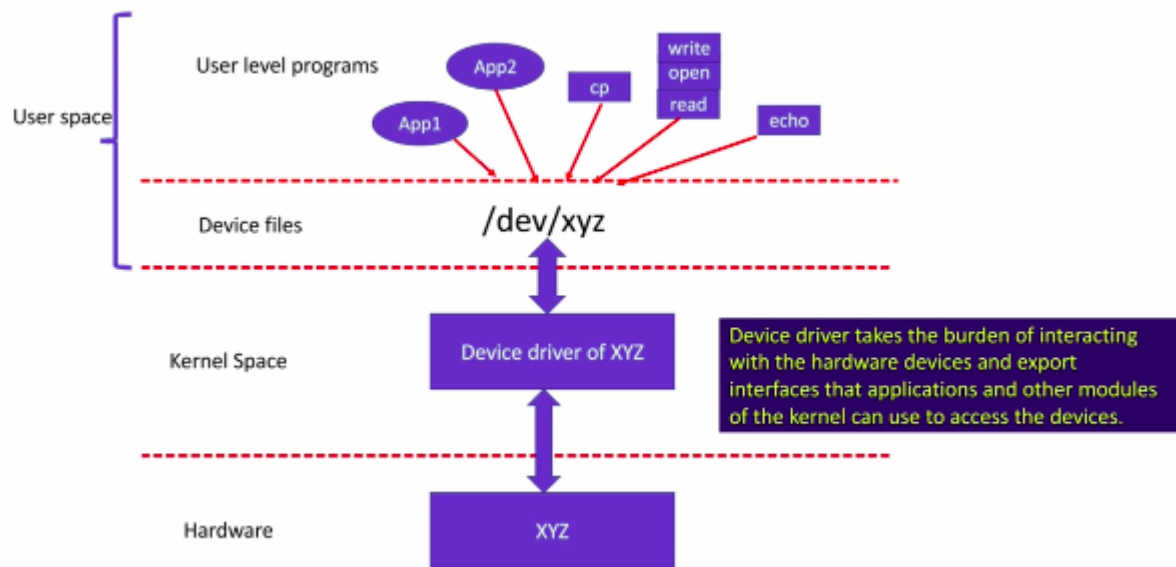 User space
User level programs
App1
App2
cp
write
open
read
echo
Device files
/dev/xyz
Kernel Space
Device driver of XYZ
Device driver takes the burden of interacting
with the hardware devices and export
interfaces that applications and other modules
of the kernel can use to access the devices.
Hardware
XYZ